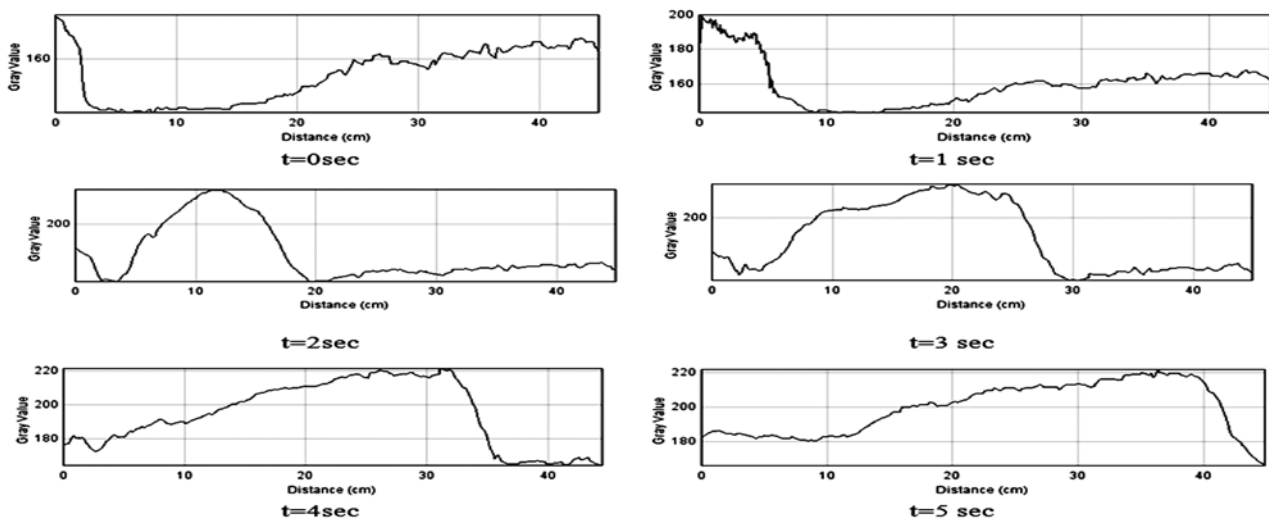 Gray Value
160
0 10 20 30 40
Distance (cm)
t=0sec
Gray Value
200
180
160
0 10 20 30 40
Distance (cm)
t=1 sec
Gray Value
200
0 10 20 30 40
Distance (cm)
t=2sec
Gray Value
200
0 10 20 30 40
Distance (cm)
t=3 sec
Gray Value
220
200
180
0 10 20 30 40
Distance (cm)
t=4sec
Gray Value
220
200
180
0 10 20 30 40
Distance (cm)
t=5 sec